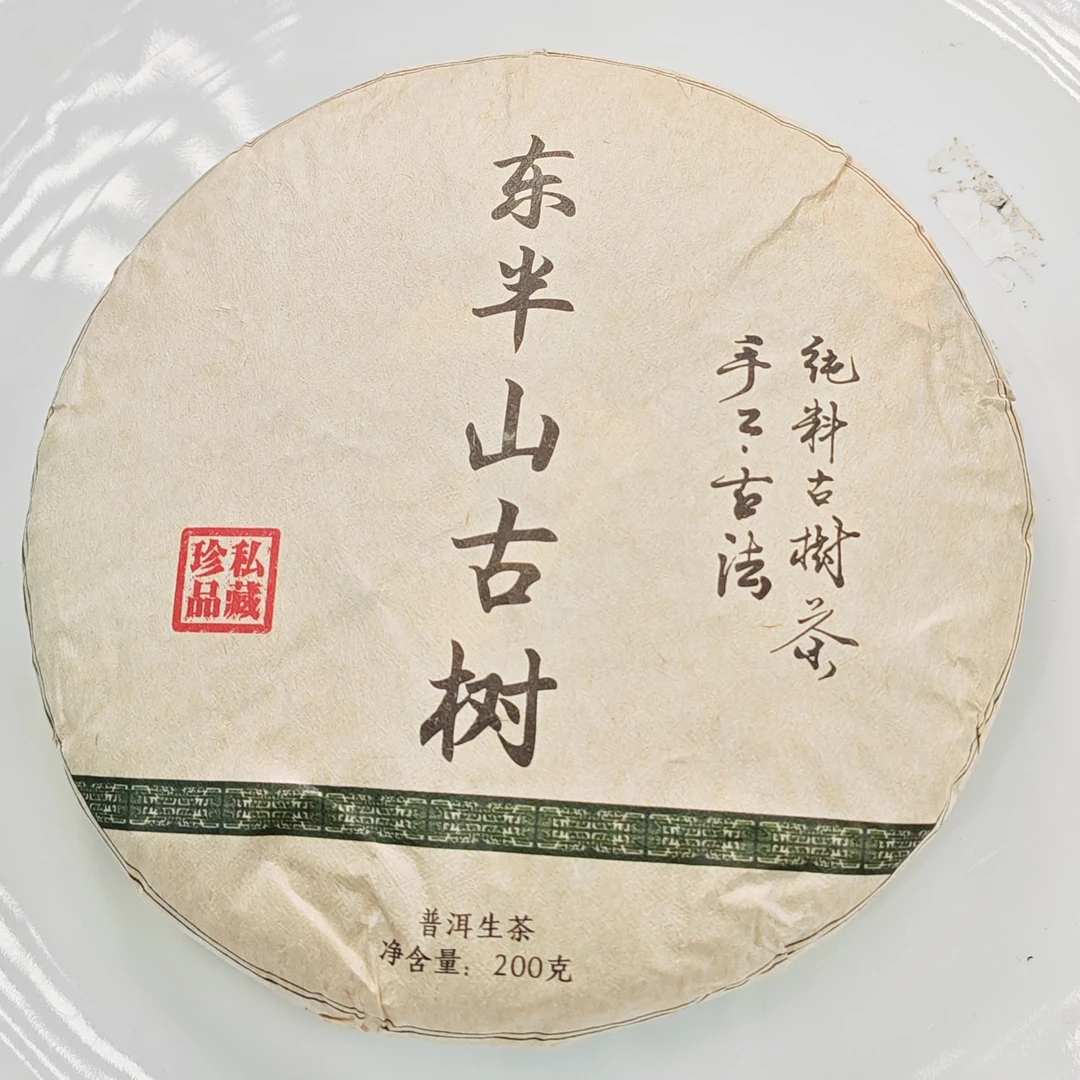 纯料古樹茶
手工·古法
东半山古树
私藏
珍品
普洱生茶
净含量：200克